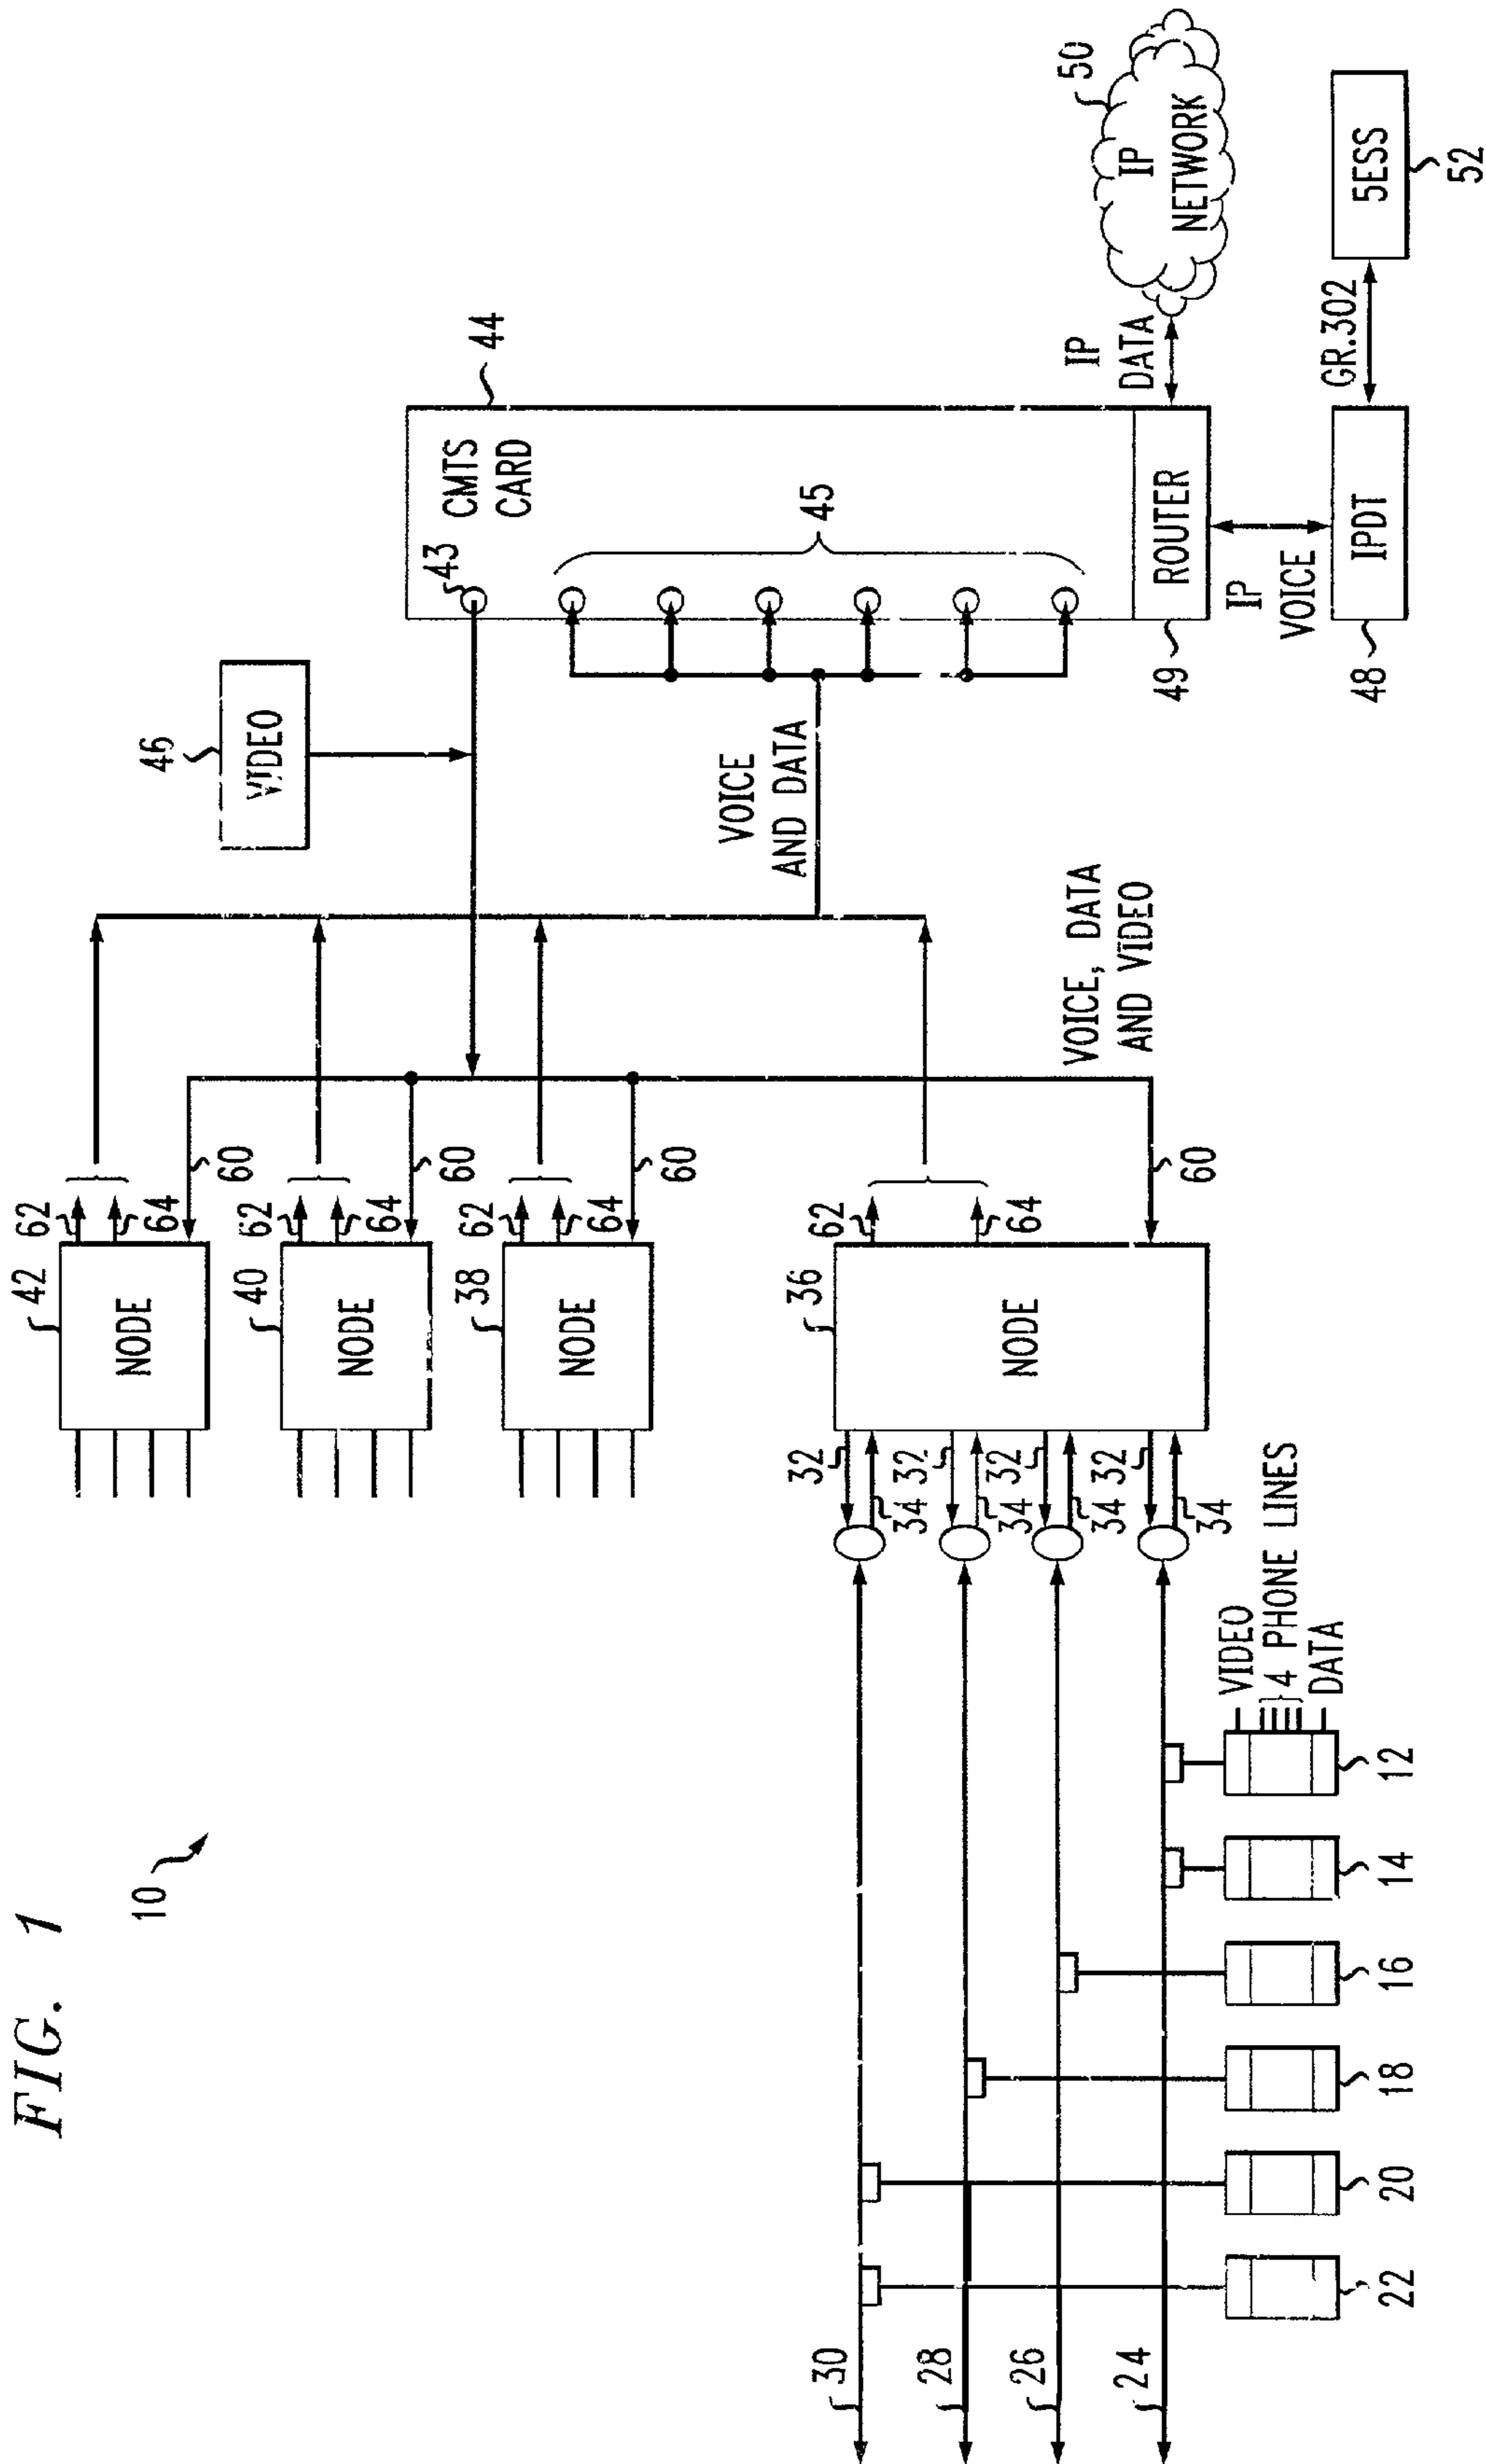 FIG. 1
10
42
NODE
62
64
60
40
NODE
62
64
60
38
NODE
62
64
60
36
NODE
62
64
60
32
34
32
34
32
34
32
34
46
VIDEO
VOICE
AND DATA
VOICE, DATA
AND VIDEO
44
CMTS
CARD
43
45
ROUTER
49
IP
DATA
50
IP
NETWORK
IP
VOICE
IPDT
48
GR.302
5ESS
52
30
28
26
24
VIDEO
4 PHONE LINES
DATA
22
20
18
16
14
12